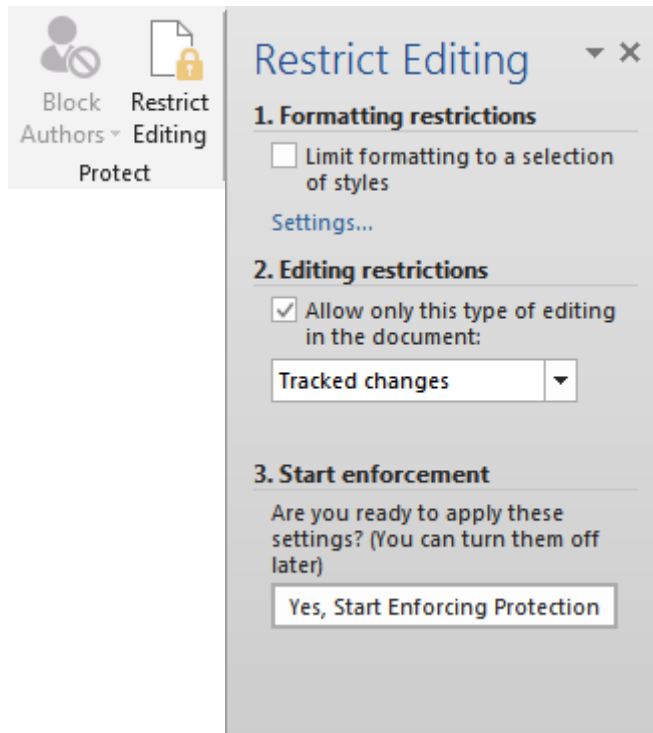 Block
Authors
Restrict
Editing
Protect
Restrict Editing
1. Formatting restrictions
Limit formatting to a selection
of styles
Settings...
2. Editing restrictions
Allow only this type of editing
in the document:
Tracked changes
3. Start enforcement
Are you ready to apply these
settings? (You can turn them off
later)
Yes, Start Enforcing Protection